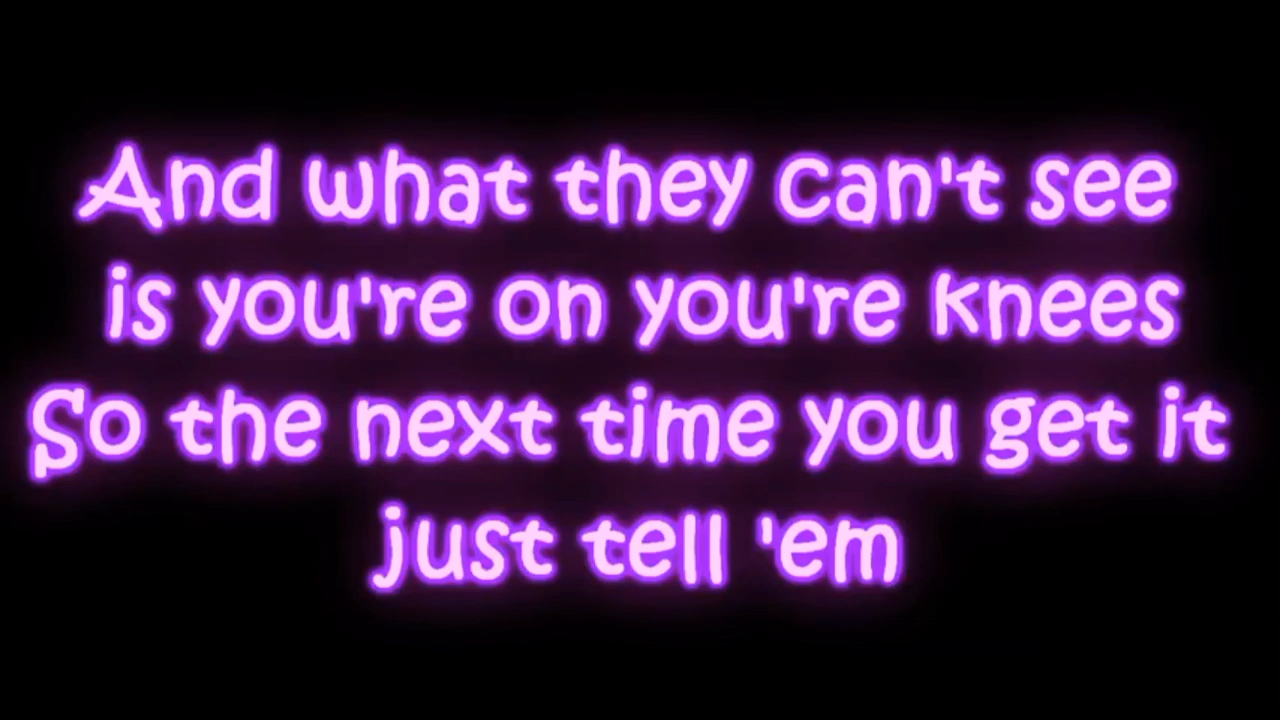 And what they can't see
is you're on you're knees
So the next time you get it
just tell 'em